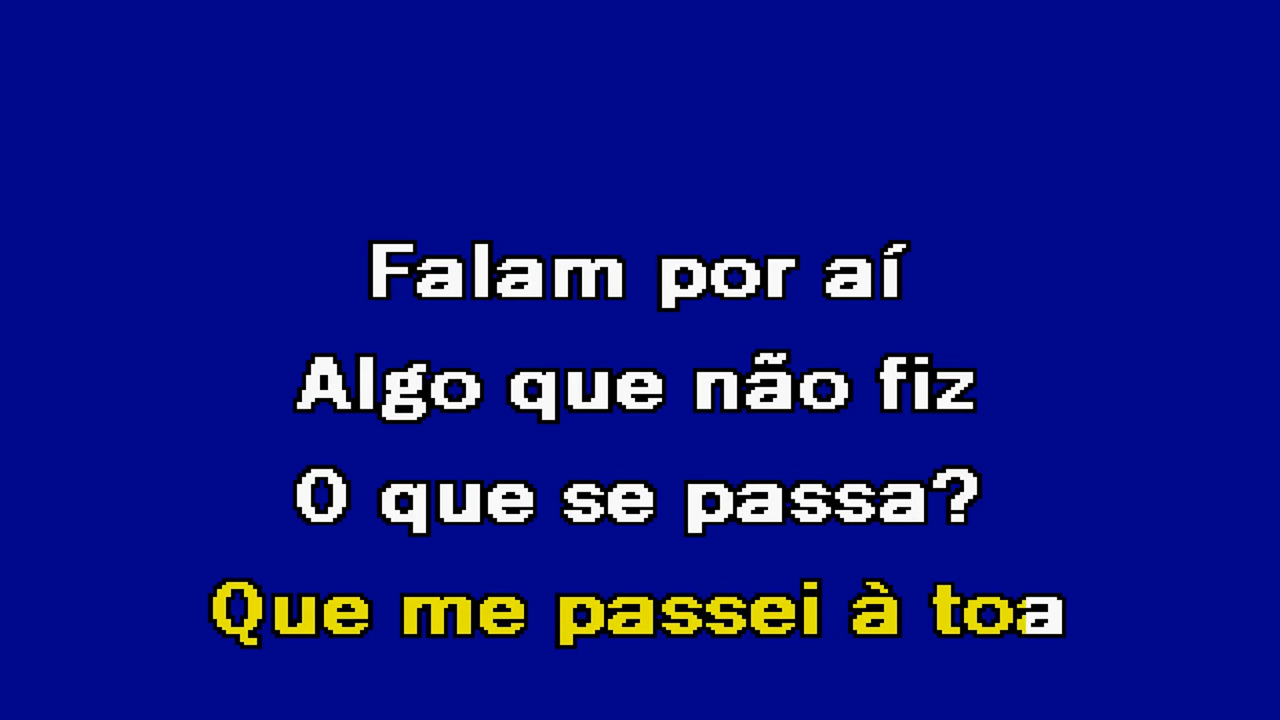 Falam por aí
Algo que não fiz
O que se passa?
Que me passei à toa